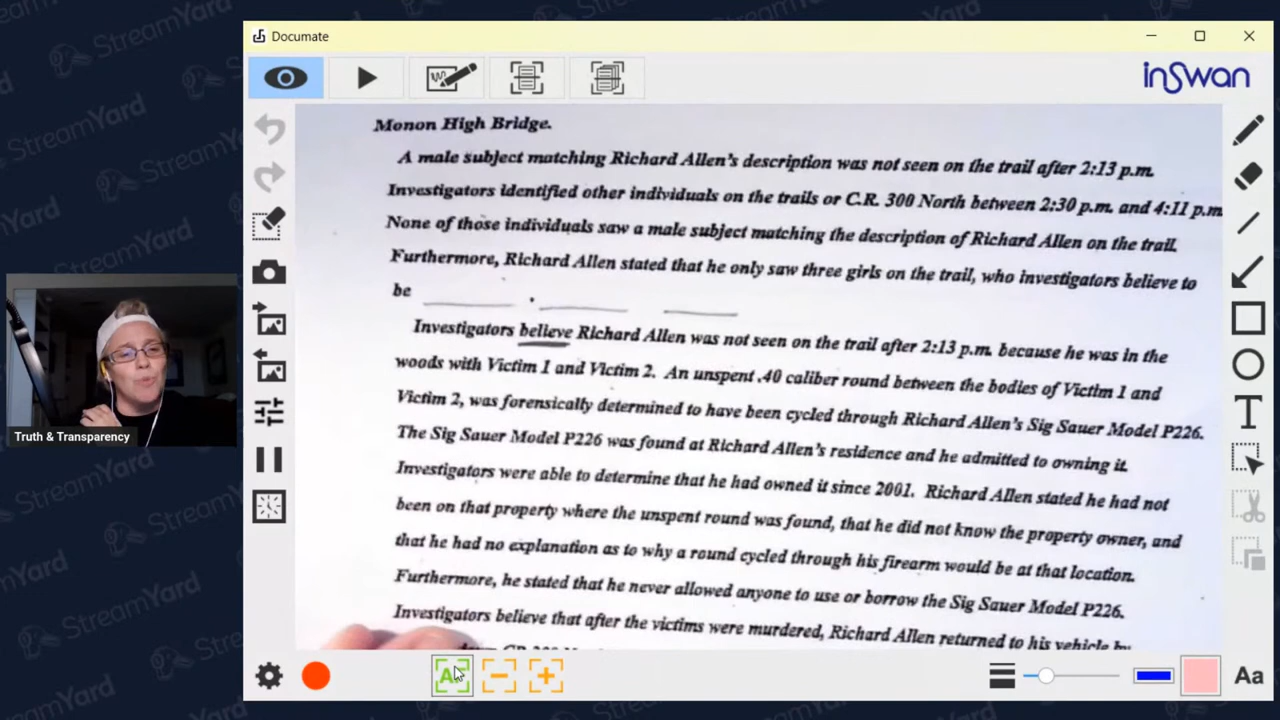 StreamYard
Documate
inSwan
Monon High Bridge.
A male subject matching Richard Allen's description was not seen on the trail after 2:13 p.m.
Investigators identified other individuals on the trails or C.R. 300 North between 2:30 p.m. and 4:11 p.m
None of those individuals saw a male subject matching the description of Richard Allen on the trail.
Furthermore, Richard Allen stated that he only saw three girls on the trail, who investigators believe to
be
Investigators believe Richard Allen was not seen on the trail after 2:13 p.m. because he was in the
woods with Victim 1 and Victim 2. An unspent .40 caliber round between the bodies of Victim 1 and
Victim 2, was forensically determined to have been cycled through Richard Allen's Sig Sauer Model P226.
The Sig Sauer Model P226 was found at Richard Allen's residence and he admitted to owning it.
Investigators were able to determine that he had owned it since 2001. Richard Allen stated he had not
been on that property where the unspent round was found, that he did not know the property owner, and
that he had no explanation as to why a round cycled through his firearm would be at that location.
Furthermore, he stated that he never allowed anyone to use or borrow the Sig Sauer Model P226.
Investigators believe that after the victims were murdered, Richard Allen returned to his vehicle by
Truth & Transparency
T
Aa